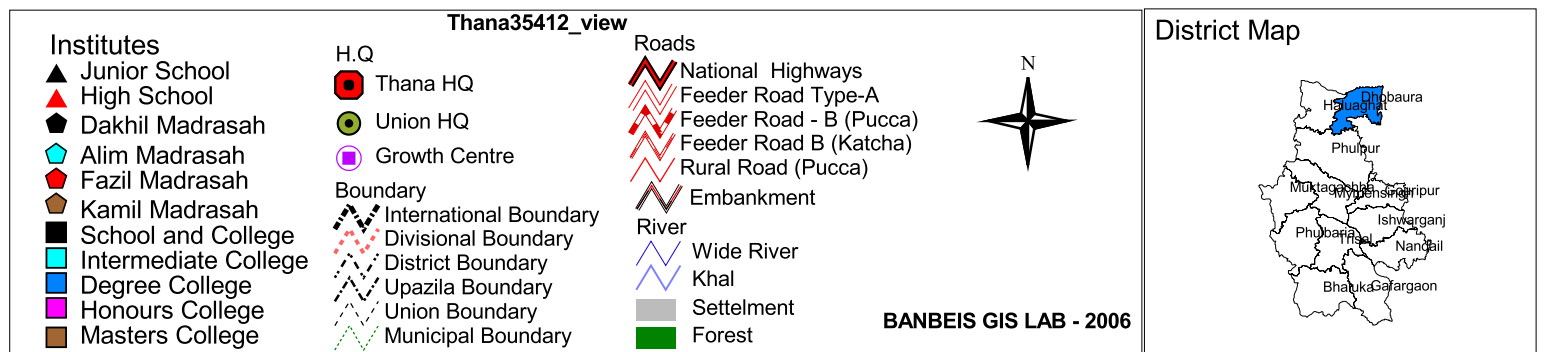 Thana35412_view
Institutes
Junior School
High School
Dakhil Madrasah
Alim Madrasah
Fazil Madrasah
Kamil Madrasah
School and College
Intermediate College
Degree College
Honours College
Masters College
H.Q
Thana HQ
Union HQ
Growth Centre
Boundary
International Boundary
Divisional Boundary
District Boundary
Upazila Boundary
Union Boundary
Municipal Boundary
Roads
National Highways
Feeder Road Type-A
Feeder Road - B (Pucca)
Feeder Road B (Katcha)
Rural Road (Pucca)
Embankment
River
Wide River
Khal
Settelment
Forest
N
BANBEIS GIS LAB - 2006
District Map
Dhobaura
Haluaghat
Phulpur
Muktagachha
Mymensingh
Gouripur
Ishwarganj
Phulbaria
Trisal
Nandail
Bhaluka
Gafargaon